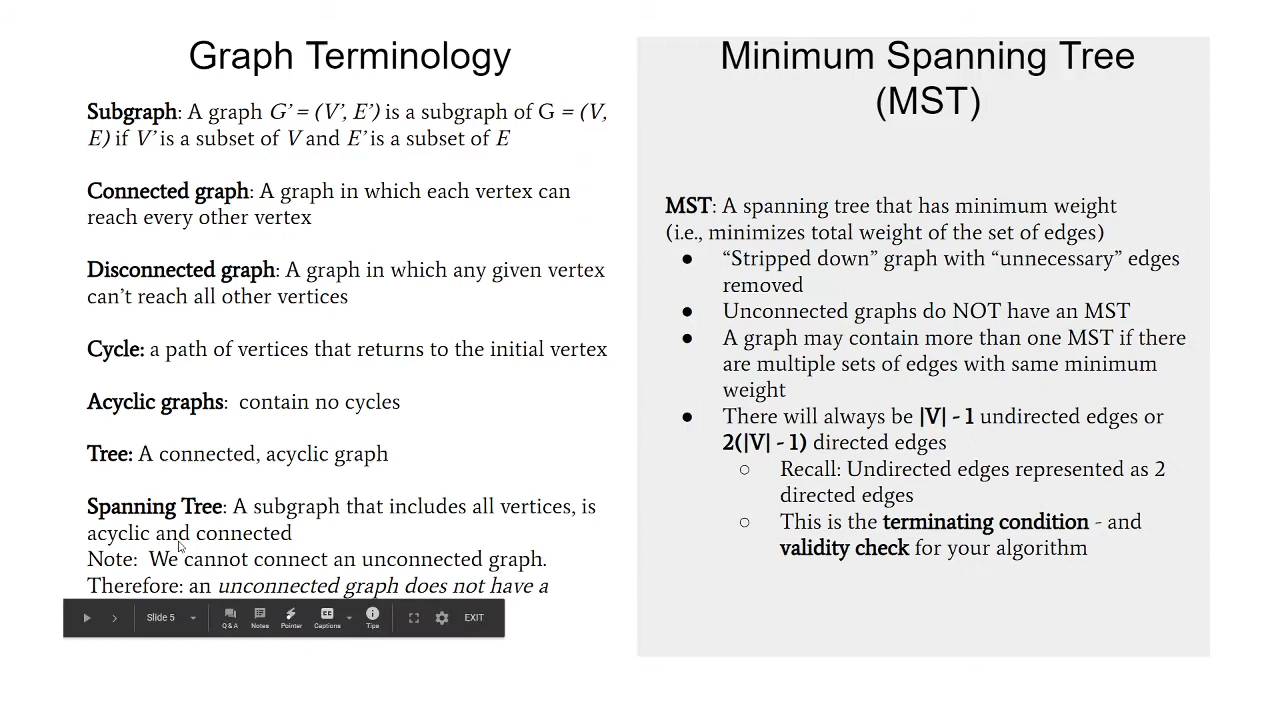 Graph Terminology
Subgraph: A graph G’ = (V’, E’) is a subgraph of G = (V,
E) if V’ is a subset of V and E’ is a subset of E
Connected graph: A graph in which each vertex can
reach every other vertex
Disconnected graph: A graph in which any given vertex
can’t reach all other vertices
Cycle: a path of vertices that returns to the initial vertex
Acyclic graphs: contain no cycles
Tree: A connected, acyclic graph
Spanning Tree: A subgraph that includes all vertices, is
acyclic and connected
Note: We cannot connect an unconnected graph.
Therefore: an unconnected graph does not have a
Slide 5
Q & A
Notes
Pointer
CC
Captions
Tips
EXIT
Minimum Spanning Tree
(MST)
MST: A spanning tree that has minimum weight
(i.e., minimizes total weight of the set of edges)
● “Stripped down” graph with “unnecessary” edges
removed
● Unconnected graphs do NOT have an MST
● A graph may contain more than one MST if there
are multiple sets of edges with same minimum
weight
● There will always be |V| - 1 undirected edges or
2(|V| - 1) directed edges
○ Recall: Undirected edges represented as 2
directed edges
○ This is the terminating condition - and
validity check for your algorithm